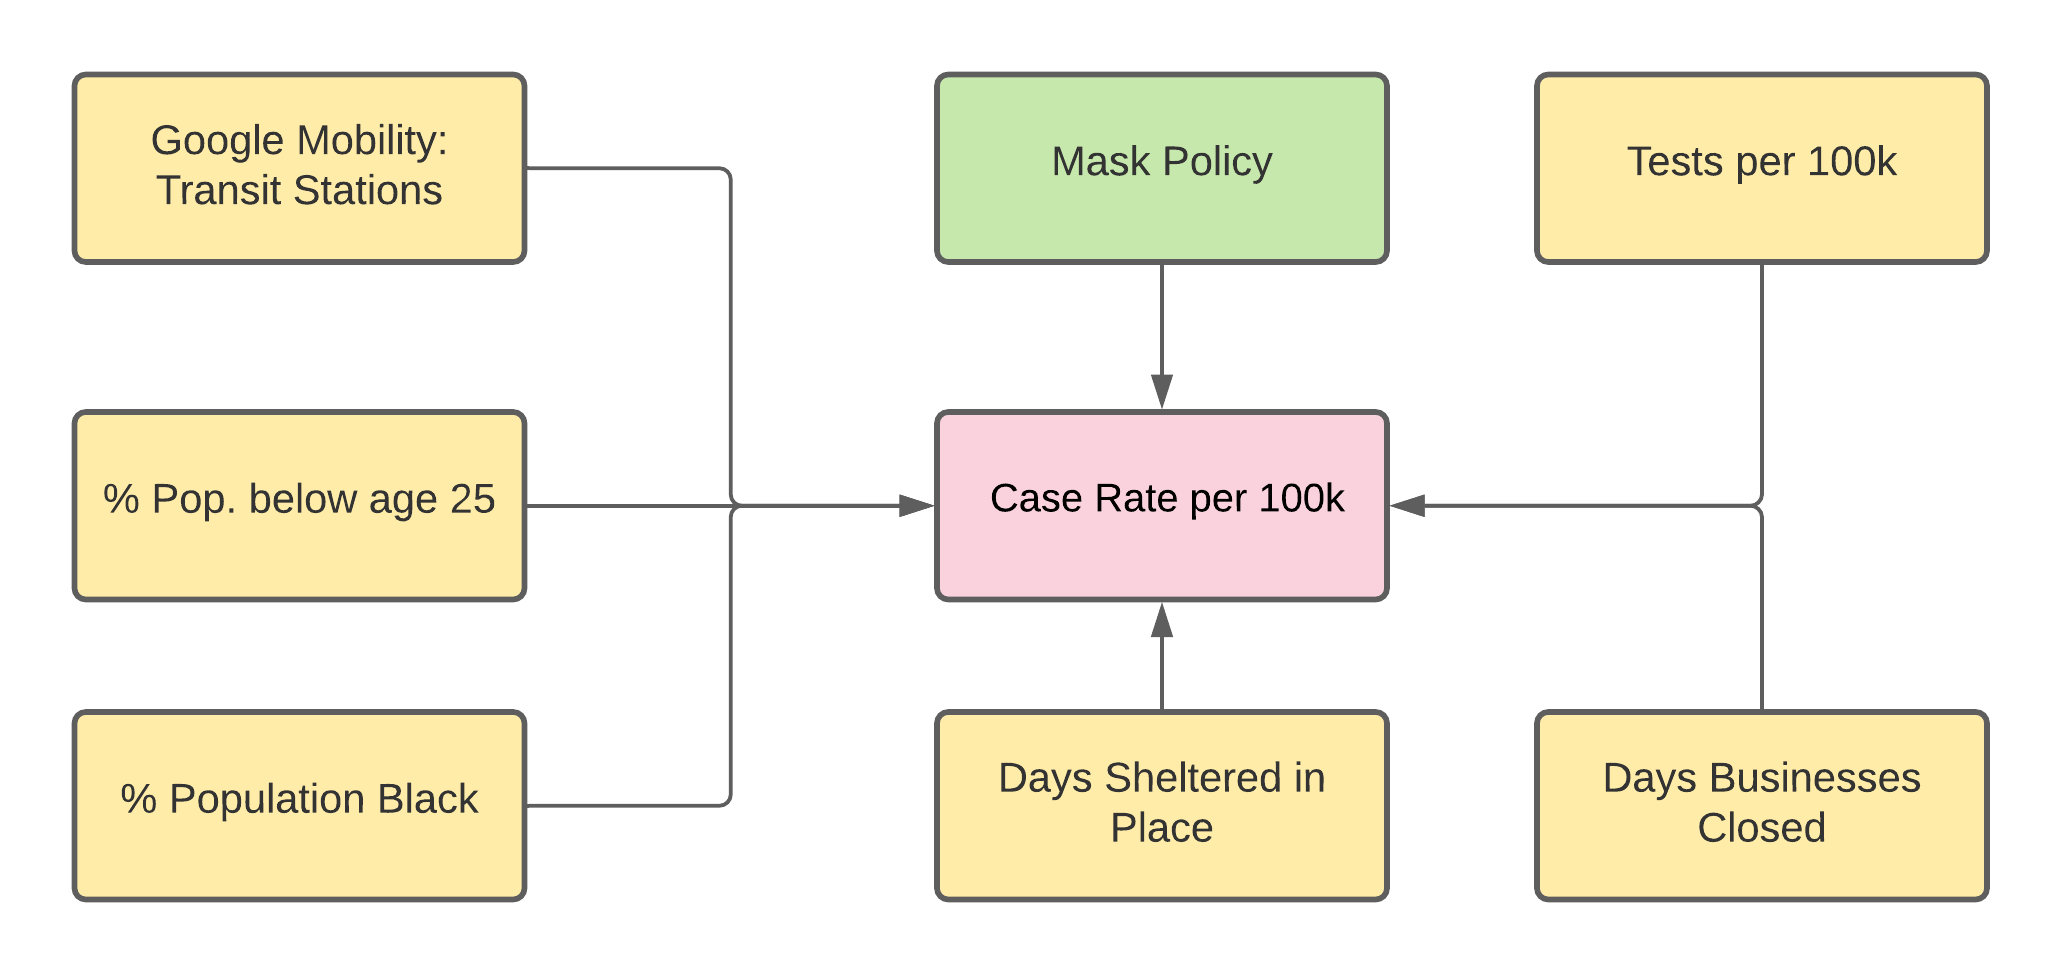 Google Mobility:
Transit Stations
Mask Policy
Tests per 100k
% Pop. below age 25
Case Rate per 100k
% Population Black
Days Sheltered in
Place
Days Businesses
Closed